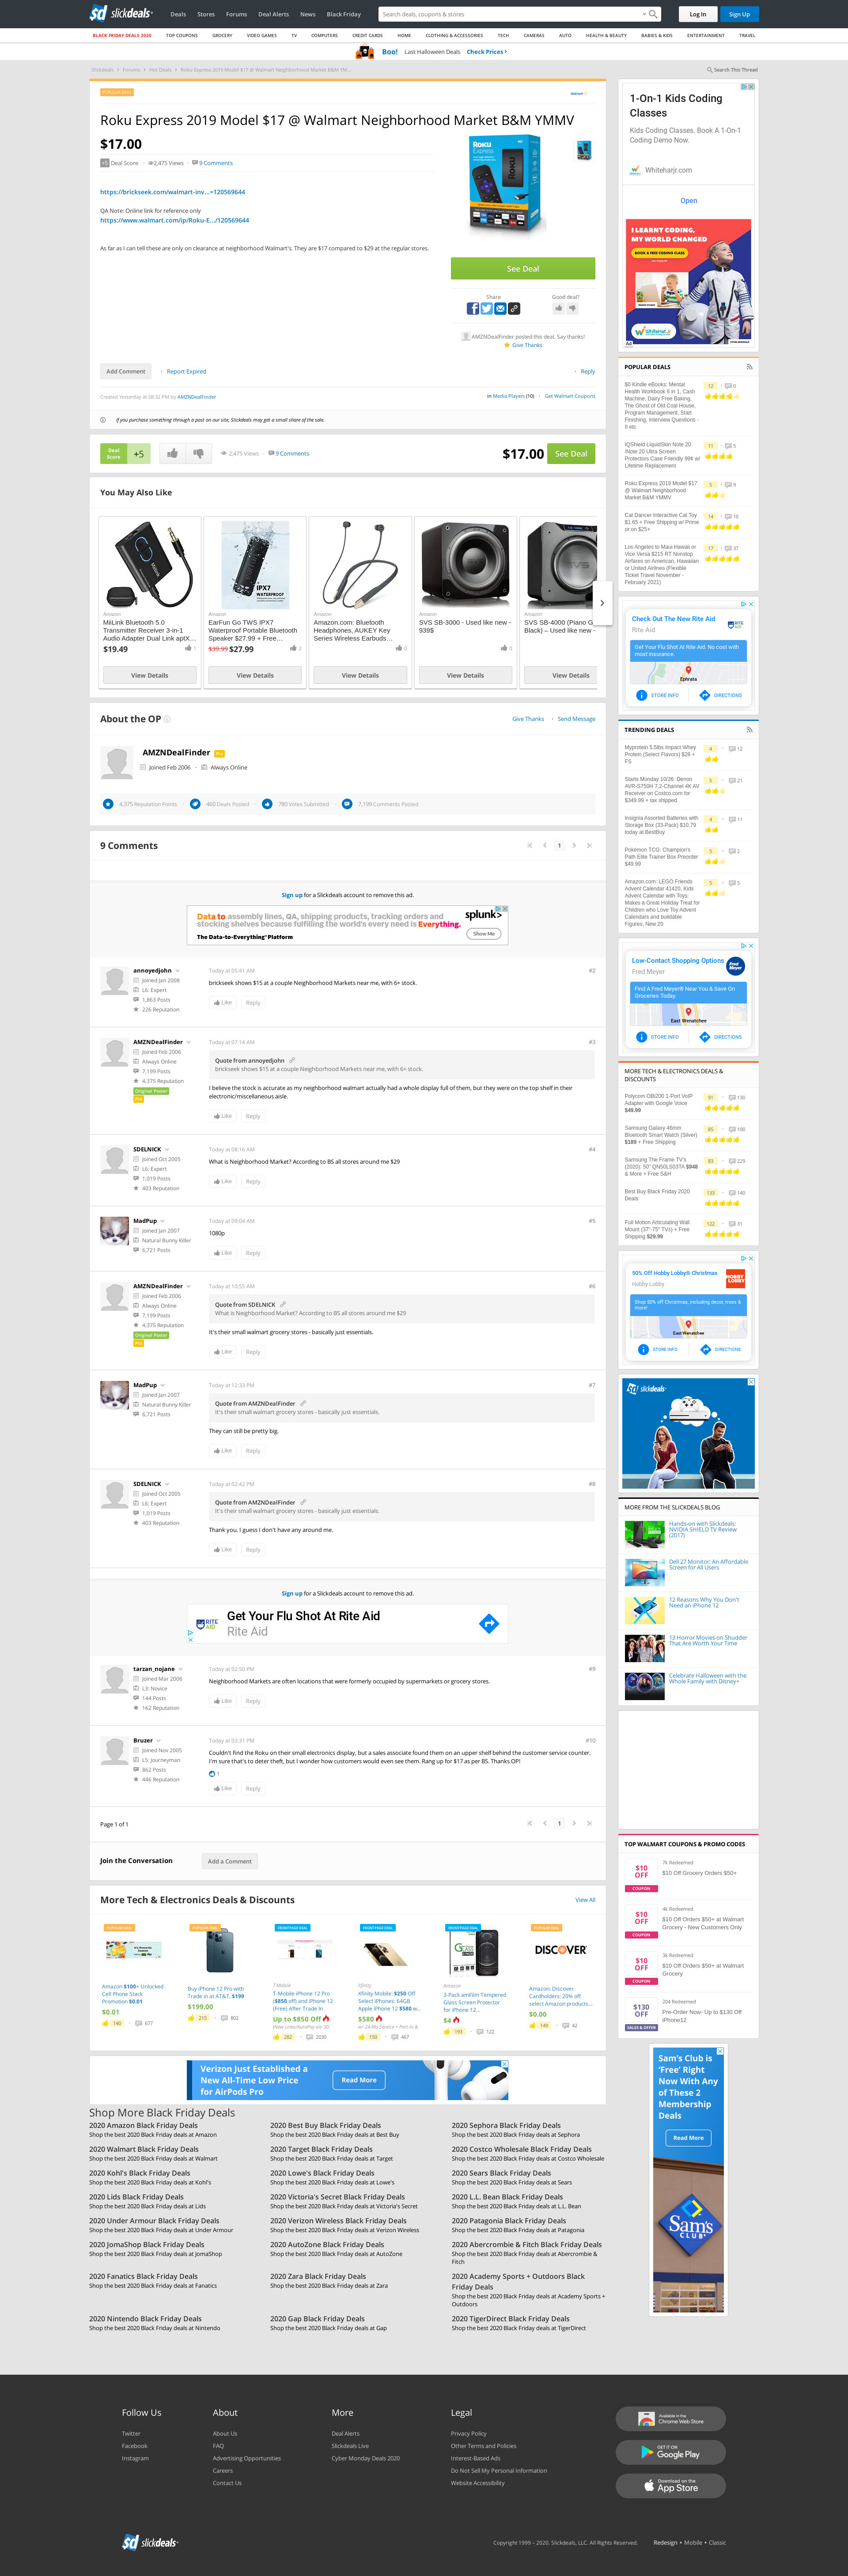 slickdeals
Deals
Stores
Forums
Deal Alerts
News
Black Friday
Search deals, coupons & stores
Log In
Sign Up
BLACK FRIDAY DEALS 2020
TOP COUPONS
GROCERY
VIDEO GAMES
TV
COMPUTERS
CREDIT CARDS
HOME
CLOTHING & ACCESSORIES
TECH
CAMERAS
AUTO
HEALTH & BEAUTY
BABIES & KIDS
ENTERTAINMENT
TRAVEL
Boo! Last Halloween Deals Check Prices
Slickdeals > Forums > Hot Deals > Roku Express 2019 Model $17 @ Walmart Neighborhood Market B&M YM...
Search This Thread
POPULAR DEAL
Walmart
Roku Express 2019 Model $17 @ Walmart Neighborhood Market B&M YMMV
$17.00
+5 Deal Score
2,475 Views
9 Comments
https://brickseek.com/walmart-inv...=120569644
QA Note: Online link for reference only
https://www.walmart.com/ip/Roku-E.../120569644
As far as I can tell these are only on clearance at neighborhood Walmart's. They are $17 compared to $29 at the regular stores.
See Deal
Share
Good deal?
AMZNDealFinder posted this deal. Say thanks!
Give Thanks
Add Comment
Report Expired
Reply
Created Yesterday at 08:32 PM by AMZNDealFinder
in Media Players (10)
Get Walmart Coupons
If you purchase something through a post on our site, Slickdeals may get a small share of the sale.
Deal Score
+5
2,475 Views
9 Comments
$17.00
See Deal
You May Also Like
Amazon
MiiLink Bluetooth 5.0 Transmitter Receiver 3-in-1 Audio Adapter Dual Link aptX...
$19.49
1
View Details
IPX7
WATERPROOF
Amazon
EarFun Go TWS IPX7 Waterproof Portable Bluetooth Speaker $27.99 + Free...
$39.99 $27.99
2
View Details
Amazon
Amazon.com: Bluetooth Headphones, AUKEY Key Series Wireless Earbuds...
0
View Details
Amazon
SVS SB-3000 - Used like new - 939$
0
View Details
Amazon
SVS SB-4000 (Piano G
Black) – Used like new -
View Details
About the OP
Give Thanks
Send Message
AMZNDealFinder Pro
Joined Feb 2006
Always Online
4,375 Reputation Points
460 Deals Posted
780 Votes Submitted
7,199 Comments Posted
9 Comments
1
Sign up for a Slickdeals account to remove this ad.
Data to assembly lines, QA, shipping products, tracking orders and stocking shelves because fulfilling the world's every need is Everything.
The Data-to-Everything™ Platform
splunk>
Show Me
annoyedjohn
Joined Jan 2008
L6: Expert
1,863 Posts
226 Reputation
Today at 05:41 AM
#2
brickseek shows $15 at a couple Neighborhood Markets near me, with 6+ stock.
Like
Reply
AMZNDealFinder
Joined Feb 2006
Always Online
7,199 Posts
4,375 Reputation
Original Poster
Pro
Today at 07:14 AM
#3
Quote from annoyedjohn
brickseek shows $15 at a couple Neighborhood Markets near me, with 6+ stock.
I believe the stock is accurate as my neighborhood walmart actually had a whole display full of them, but they were on the top shelf in their electronic/miscellaneous aisle.
Like
Reply
SDELNICK
Joined Oct 2005
L6: Expert
1,019 Posts
403 Reputation
Today at 08:16 AM
#4
What is Neighborhood Market? According to BS all stores around me $29
Like
Reply
MadPup
Joined Jan 2007
Natural Bunny Killer
6,721 Posts
Today at 09:04 AM
#5
1080p
Like
Reply
AMZNDealFinder
Joined Feb 2006
Always Online
7,199 Posts
4,375 Reputation
Original Poster
Pro
Today at 10:55 AM
#6
Quote from SDELNICK
What is Neighborhood Market? According to BS all stores around me $29
It's their small walmart grocery stores - basically just essentials.
Like
Reply
MadPup
Joined Jan 2007
Natural Bunny Killer
6,721 Posts
Today at 12:33 PM
#7
Quote from AMZNDealFinder
It's their small walmart grocery stores - basically just essentials.
They can still be pretty big.
Like
Reply
SDELNICK
Joined Oct 2005
L6: Expert
1,019 Posts
403 Reputation
Today at 02:42 PM
#8
Quote from AMZNDealFinder
It's their small walmart grocery stores - basically just essentials.
Thank you. I guess I don't have any around me.
Like
Reply
Sign up for a Slickdeals account to remove this ad.
RITE AID
Get Your Flu Shot At Rite Aid
Rite Aid
tarzan_nojane
Joined Mar 2006
L3: Novice
144 Posts
162 Reputation
Today at 02:50 PM
#9
Neighborhood Markets are often locations that were formerly occupied by supermarkets or grocery stores.
Like
Reply
Bruzer
Joined Nov 2005
L5: Journeyman
862 Posts
446 Reputation
Today at 03:31 PM
#10
Couldn't find the Roku on their small electronics display, but a sales associate found them on an upper shelf behind the customer service counter. I'm sure that's to deter theft, but I wonder how customers would even see them. Rang up for $17 as per BS. Thanks OP!
1
Like
Reply
Page 1 of 1
1
Join the Conversation
Add a Comment
More Tech & Electronics Deals & Discounts
View All
POPULAR DEAL
Amazon $100+ Unlocked Cell Phone Stack Promotion $0.01
$0.01
140
677
POPULAR DEAL
Buy iPhone 12 Pro with Trade in at AT&T, $199
$199.00
215
802
FRONTPAGE DEAL
T-Mobile
T-Mobile iPhone 12 Pro ($850 off) and iPhone 12 (Free) After Trade In
Up to $850 Off
282
2030
FRONTPAGE DEAL
Xfinity
Xfinity Mobile: $250 Off Select iPhones: 64GB Apple iPhone 12 $580 w...
$580
150
467
FRONTPAGE DEAL
Amazon
3-Pack amFilm Tempered Glass Screen Protector for iPhone 12...
$4
193
122
POPULAR DEAL
DISCOVER
Amazon: Discover Cardholders: 20% off select Amazon products...
$0.00
149
42
Verizon Just Established a New All-Time Low Price for AirPods Pro
Read More
Shop More Black Friday Deals
2020 Amazon Black Friday Deals
Shop the best 2020 Black Friday deals at Amazon
2020 Best Buy Black Friday Deals
Shop the best 2020 Black Friday deals at Best Buy
2020 Sephora Black Friday Deals
Shop the best 2020 Black Friday deals at Sephora
2020 Walmart Black Friday Deals
Shop the best 2020 Black Friday deals at Walmart
2020 Target Black Friday Deals
Shop the best 2020 Black Friday deals at Target
2020 Costco Wholesale Black Friday Deals
Shop the best 2020 Black Friday deals at Costco Wholesale
2020 Kohl's Black Friday Deals
Shop the best 2020 Black Friday deals at Kohl's
2020 Lowe's Black Friday Deals
Shop the best 2020 Black Friday deals at Lowe's
2020 Sears Black Friday Deals
Shop the best 2020 Black Friday deals at Sears
2020 Lids Black Friday Deals
Shop the best 2020 Black Friday deals at Lids
2020 Victoria's Secret Black Friday Deals
Shop the best 2020 Black Friday deals at Victoria's Secret
2020 L.L. Bean Black Friday Deals
Shop the best 2020 Black Friday deals at L.L. Bean
2020 Under Armour Black Friday Deals
Shop the best 2020 Black Friday deals at Under Armour
2020 Verizon Wireless Black Friday Deals
Shop the best 2020 Black Friday deals at Verizon Wireless
2020 Patagonia Black Friday Deals
Shop the best 2020 Black Friday deals at Patagonia
2020 JomaShop Black Friday Deals
Shop the best 2020 Black Friday deals at JomaShop
2020 AutoZone Black Friday Deals
Shop the best 2020 Black Friday deals at AutoZone
2020 Abercrombie & Fitch Black Friday Deals
Shop the best 2020 Black Friday deals at Abercrombie & Fitch
2020 Fanatics Black Friday Deals
Shop the best 2020 Black Friday deals at Fanatics
2020 Zara Black Friday Deals
Shop the best 2020 Black Friday deals at Zara
2020 Academy Sports + Outdoors Black Friday Deals
Shop the best 2020 Black Friday deals at Academy Sports + Outdoors
2020 Nintendo Black Friday Deals
Shop the best 2020 Black Friday deals at Nintendo
2020 Gap Black Friday Deals
Shop the best 2020 Black Friday deals at Gap
2020 TigerDirect Black Friday Deals
Shop the best 2020 Black Friday deals at TigerDirect
1-On-1 Kids Coding Classes
Kids Coding Classes. Book A 1-On-1 Coding Demo Now.
Whiteharjr.com
Open
I LEARNT CODING, MY WORLD CHANGED
BOOK A FREE CLASS
WhiteHat Jr
Ad
POPULAR DEALS
$0 Kindle eBooks: Mental Health Workbook 6 in 1, Cash Machine, Dairy Free Baking, The Ghost of Old Coal House, Program Management, Start Finishing, Interview Questions - II etc
12
0
IQShield LiquidSkin Note 20 /Note 20 Ultra Screen Protectors Case Friendly 99¢ w/ Lifetime Replacement
11
5
Roku Express 2019 Model $17 @ Walmart Neighborhood Market B&M YMMV
5
9
Cat Dancer Interactive Cat Toy $1.65 + Free Shipping w/ Prime or on $25+
14
10
Los Angeles to Maui Hawaii or Vice Versa $215 RT Nonstop Airfares on American, Hawaiian or United Airlines (Flexible Ticket Travel November - February 2021)
17
37
Check Out The New Rite Aid
Rite Aid
Get Your Flu Shot At Rite Aid. No cost with most insurance.
Ephrata
STORE INFO
DIRECTIONS
TRENDING DEALS
Myprotein 5.5lbs Impact Whey Protein (Select Flavors) $26 + FS
4
12
Starts Monday 10/26: Denon AVR-S750H 7.2-Channel 4K AV Receiver on Costco.com for $349.99 + tax shipped
5
21
Insignia Assorted Batteries with Storage Box (33-Pack) $10.79 today at BestBuy
4
11
Pokemon TCG: Champion's Path Elite Trainer Box Preorder $49.99
5
2
Amazon.com: LEGO Friends Advent Calendar 41420, Kids Advent Calendar with Toys; Makes a Great Holiday Treat for Children who Love Toy Advent Calendars and buildable Figures, New 20
5
5
Low-Contact Shopping Options
Fred Meyer
Find A Fred Meyer® Near You & Save On Groceries Today.
East Wenatchee
STORE INFO
DIRECTIONS
MORE TECH & ELECTRONICS DEALS & DISCOUNTS
Polycom OBi200 1-Port VoIP Adapter with Google Voice $49.99
91
130
Samsung Galaxy 46mm Bluetooth Smart Watch (Silver) $189 + Free Shipping
85
100
Samsung The Frame TV's (2020): 50" QN50LS03TA $948 & More + Free S&H
83
229
Best Buy Black Friday 2020 Deals
133
140
Full Motion Articulating Wall Mount (37"-75" TVs) + Free Shipping $29.99
122
31
50% Off Hobby Lobby® Christmas
Hobby Lobby
HOBBY LOBBY
Shop 50% off Christmas, including decor, trees & more!
East Wenatchee
STORE INFO
DIRECTIONS
slickdeals
MORE FROM THE SLICKDEALS BLOG
Hands-on with Slickdeals: NVIDIA SHIELD TV Review (2017)
Dell 27 Monitor: An Affordable Screen for All Users
12 Reasons Why You Don't Need an iPhone 12
13 Horror Movies on Shudder That Are Worth Your Time
Celebrate Halloween with the Whole Family with Disney+
TOP WALMART COUPONS & PROMO CODES
$10 OFF
COUPON
7k Redeemed
$10 Off Grocery Orders $50+
$10 OFF
COUPON
4k Redeemed
$10 Off Orders $50+ at Walmart Grocery - New Customers Only
$10 OFF
COUPON
3k Redeemed
$10 Off Orders $50+ at Walmart Grocery
$130 OFF
SALES & OFFER
204 Redeemed
Pre-Order Now- Up to $130 Off iPhone12
Sam's Club is 'Free' Right Now With Any of These 2 Membership Deals
Read More
Sam's CLUB
Follow Us
Twitter
Facebook
Instagram
About
About Us
FAQ
Advertising Opportunities
Careers
Contact Us
More
Deal Alerts
Slickdeals Live
Cyber Monday Deals 2020
Legal
Privacy Policy
Other Terms and Policies
Interest-Based Ads
Do Not Sell My Personal Information
Website Accessibility
Available in the Chrome Web Store
GET IT ON Google Play
Download on the App Store
slickdeals
Copyright 1999 - 2020. Slickdeals, LLC. All Rights Reserved.
Redesign • Mobile • Classic